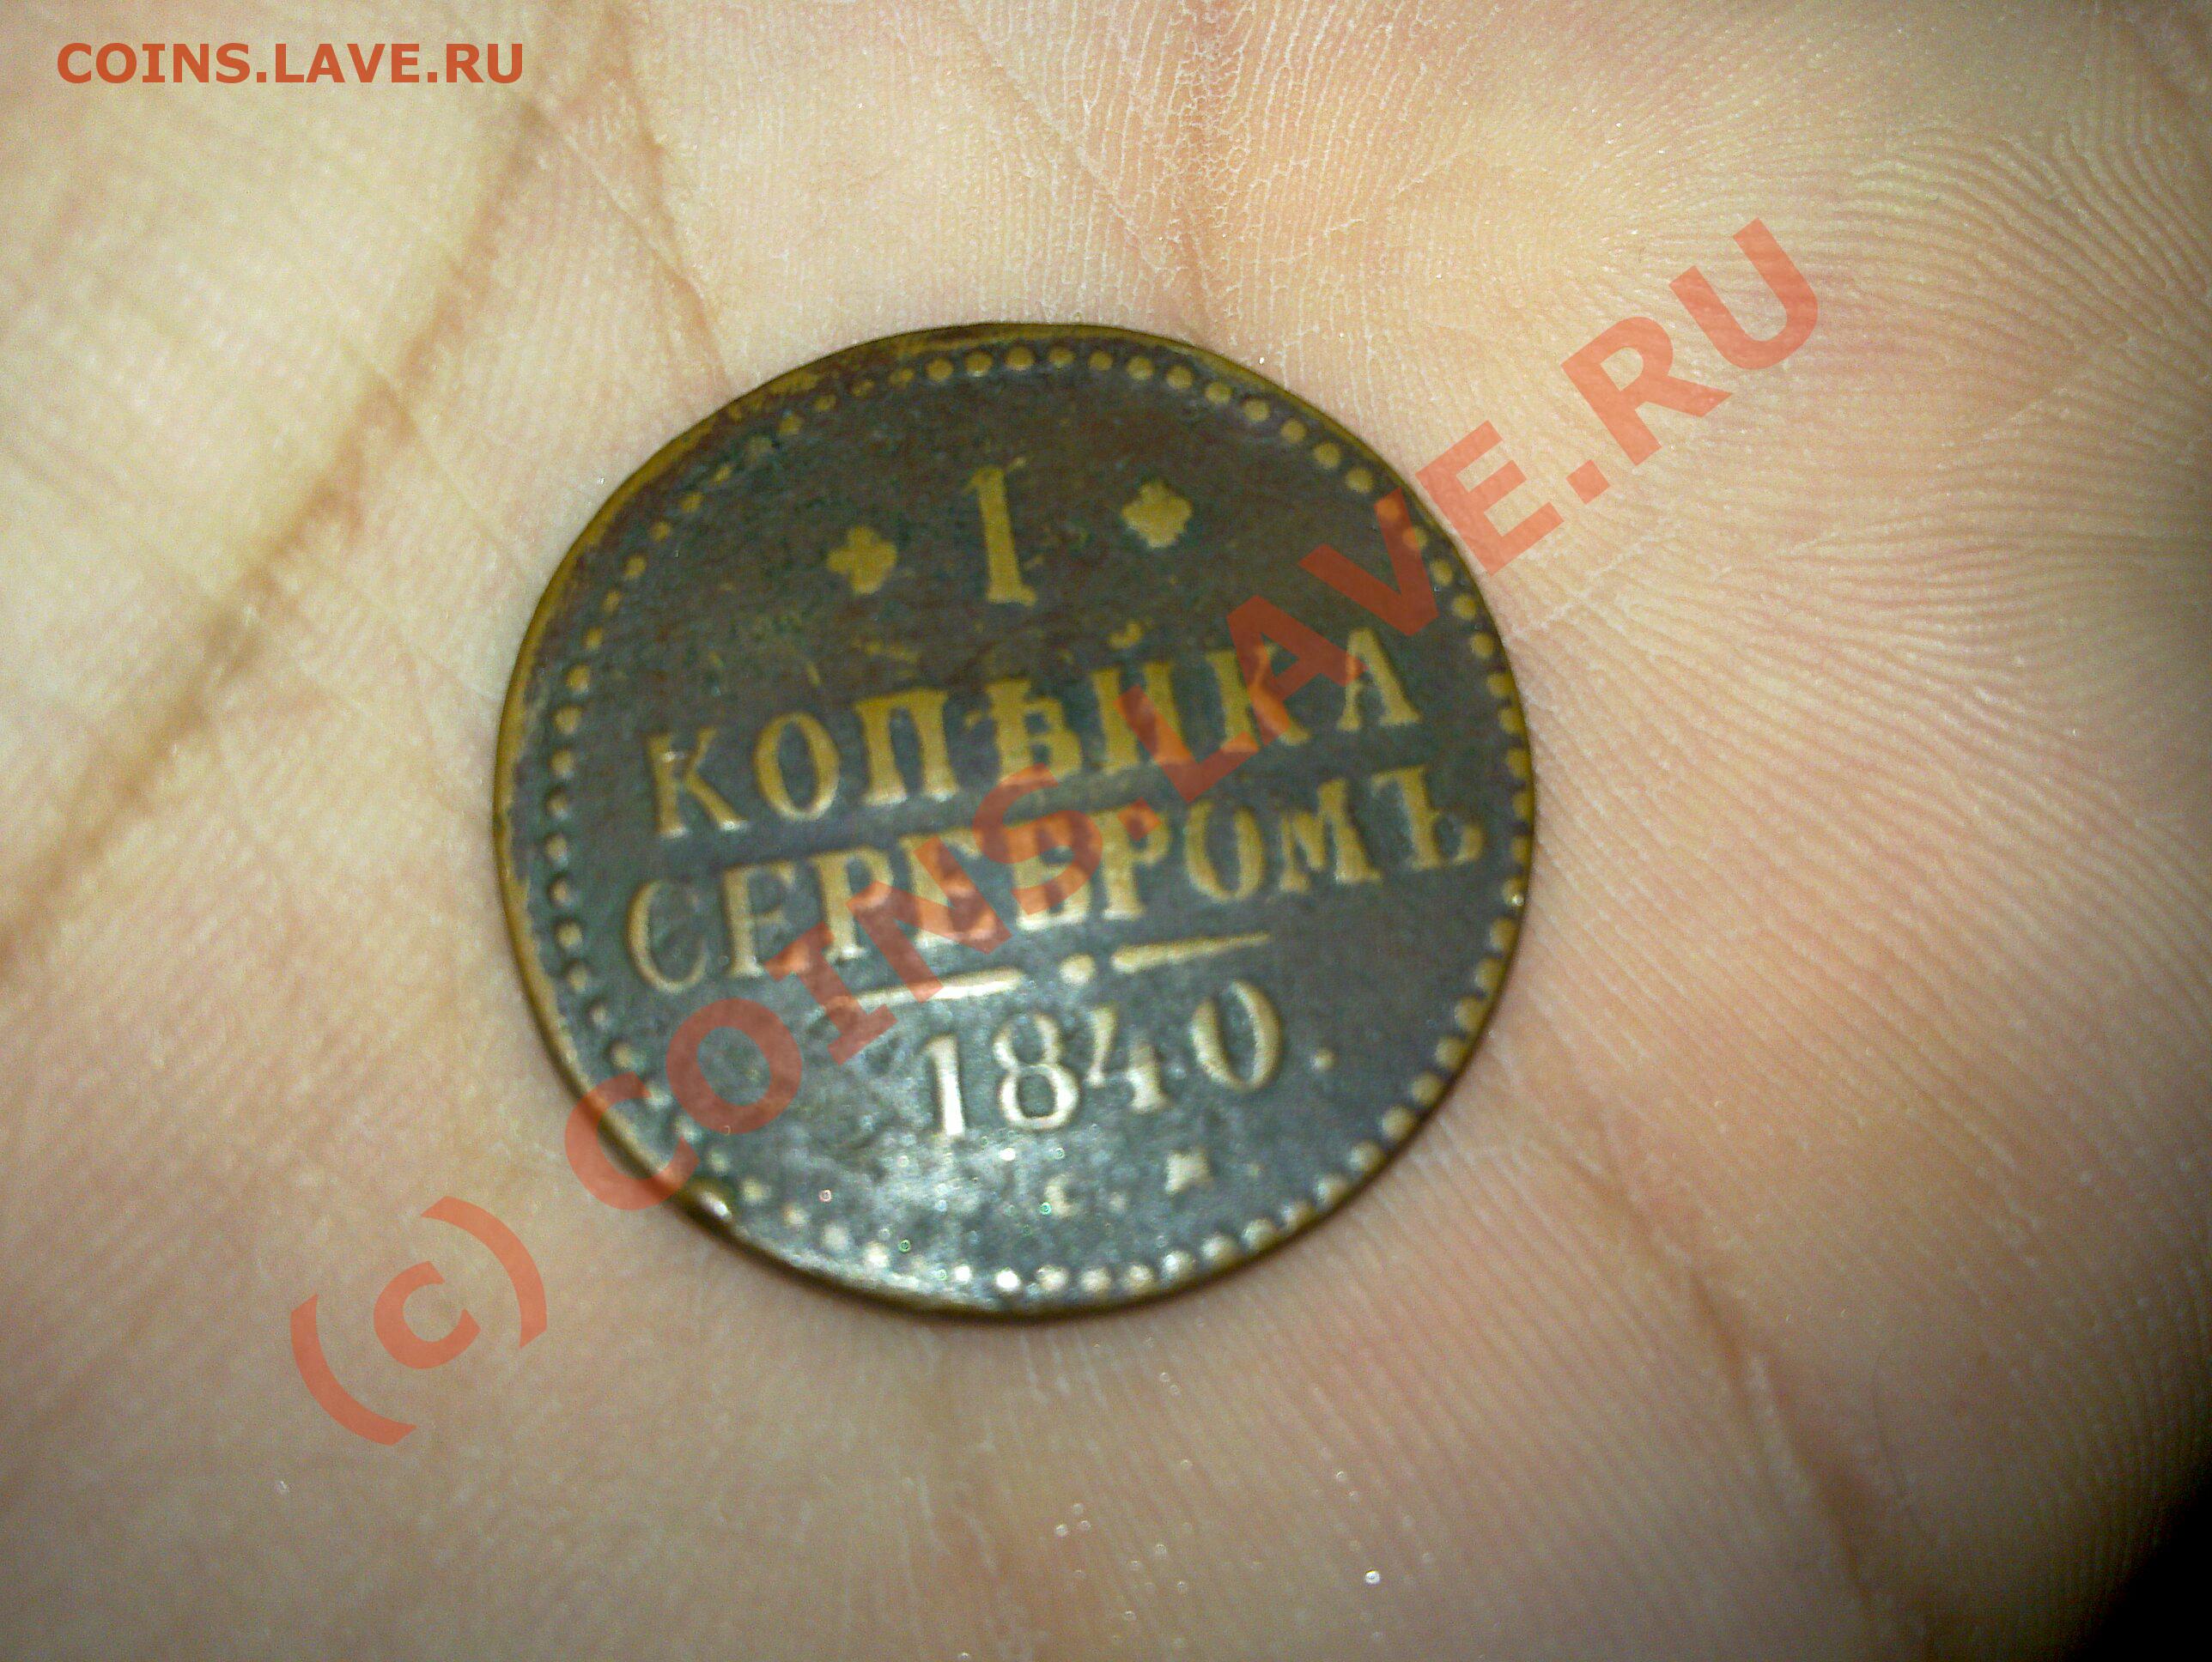 COINS.LAVE.RU
1
КОПѢЙКА
СЕРЕБРОМЪ
1840.
(c) COINS.LAVE.RU